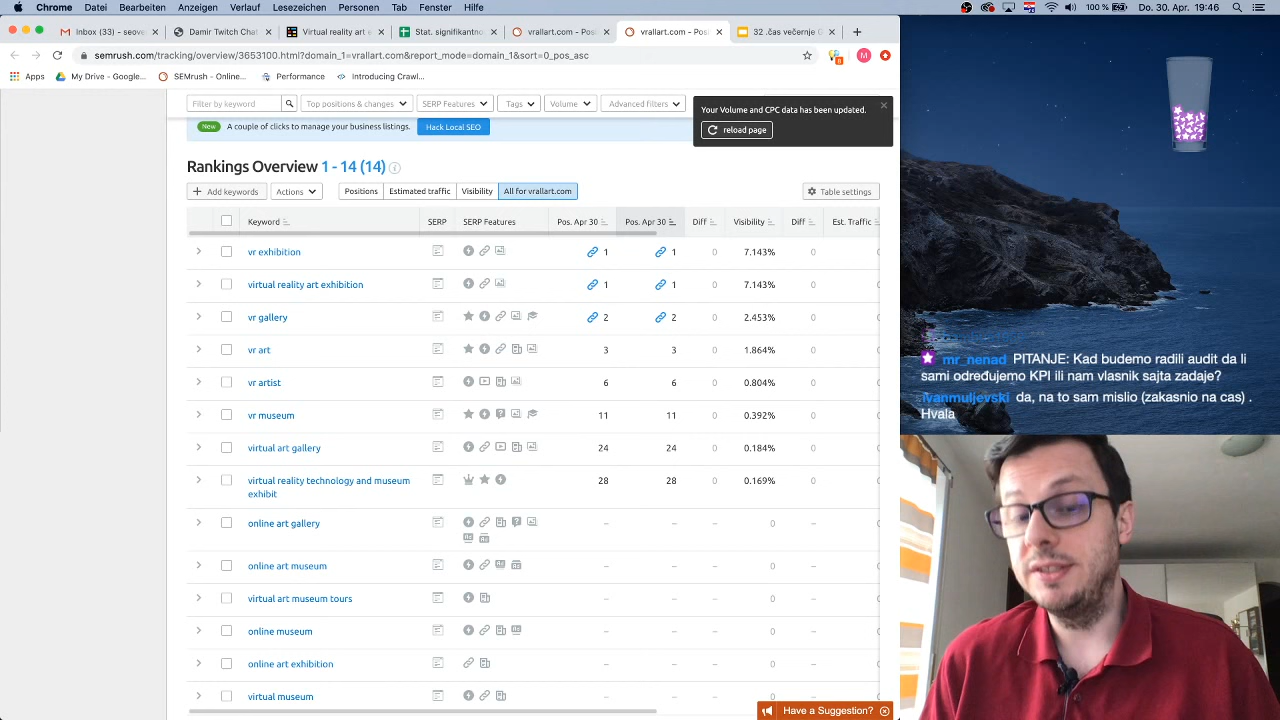 Chrome Datei Bearbeiten Anzeigen Verlauf Lesezeichen Personen Tab Fenster Hilfe 100 % Do. 30. Apr. 19:46
Inbox (33) - seove
Damir Twitch Chat
Virtual reality art e
Stat. signifikantno
vrallart.com - Pos
vrallart.com - Pos
S2 .čas večernje G
semrush.com/tracking/overview/3653100.html?domain_1=vrallart.com&report_mode=domain_1&sort=0_pos_asc
M
Apps My Drive - Google... SEMrush - Online... Performance Introducing Crawl...
Filter by keyword Top positions & changes SERP Features Tags Volume Advanced filters
Your Volume and CPC data has been updated.
reload page
New A couple of clicks to manage your business listings. Hack Local SEO
Rankings Overview 1 - 14 (14)
Add keywords Actions Positions Estimated traffic Visibility All for vrallart.com Table settings
Keyword SERP SERP Features Pos. Apr 30 Pos. Apr 30 Diff Visibility Diff Est. Traffic
vr exhibition 1 1 0 7.143% 0
virtual reality art exhibition 1 1 0 7.143% 0
vr gallery 2 2 0 2.453% 0
vr art 3 3 0 1.864% 0
vr artist 6 6 0 0.804% 0
vr museum 11 11 0 0.392% 0
virtual art gallery 24 24 0 0.184% 0
virtual reality technology and museum
exhibit 28 28 0 0.169% 0
online art gallery – – 0 –
online art museum – – 0 –
virtual art museum tours – – 0 –
online museum – – 0 –
online art exhibition – – 0 –
virtual museum – – 0 –
Have a Suggestion?
mr_nenad PITANJE: Kad budemo radili audit da li
sami određujemo KPI ili nam vlasnik sajta zadaje?
ivanmuljevski da, na to sam mislio (zakasnio na cas) .
Hvala